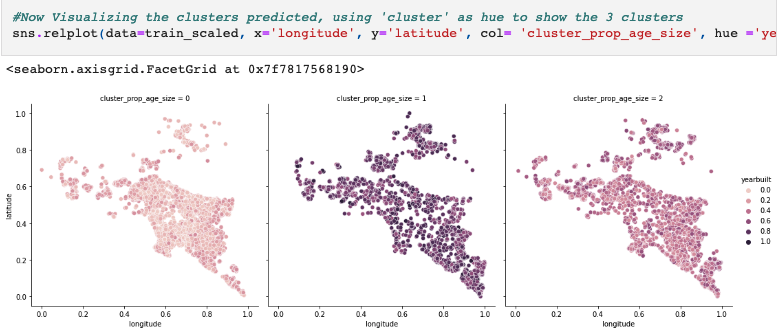 #Now Visualizing the clusters predicted, using 'cluster' as hue to show the 3 clusters
sns.relplot(data=train_scaled, x='longitude', y='latitude', col= 'cluster_prop_age_size', hue ='ye
<seaborn.axisgrid.FacetGrid at 0x7f7817568190>
cluster_prop_age_size = 0
cluster_prop_age_size = 1
cluster_prop_age_size = 2
1.0
0.8
0.6
0.4
0.2
0.0
latitude
yearbuilt
0.0
0.2
0.4
0.6
0.8
1.0
0.0 0.2 0.4 0.6 0.8 1.0
0.0 0.2 0.4 0.6 0.8 1.0
0.0 0.2 0.4 0.6 0.8 1.0
longitude
longitude
longitude